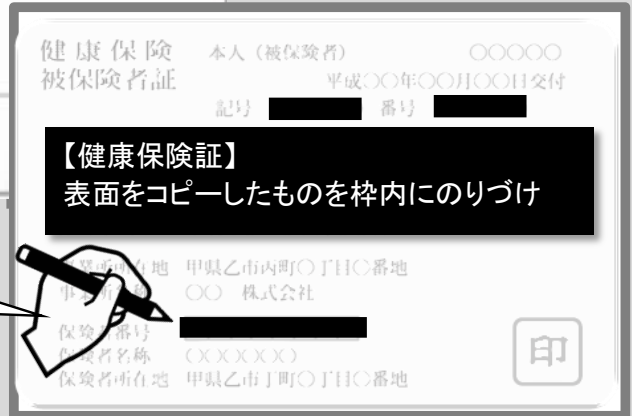 健康保険 本人（被保険者） ○○○○○
被保険者証 平成○○年○○月○○日交付
記号 番号
【健康保険証】
表面をコピーしたものを枠内にのりづけ
所在地 甲県乙市丙町○丁目○番地
○○ 株式会社
保険者番号
保険者名称 (×××××)
保険者所在地 甲県乙市丁町○丁目○番地
印